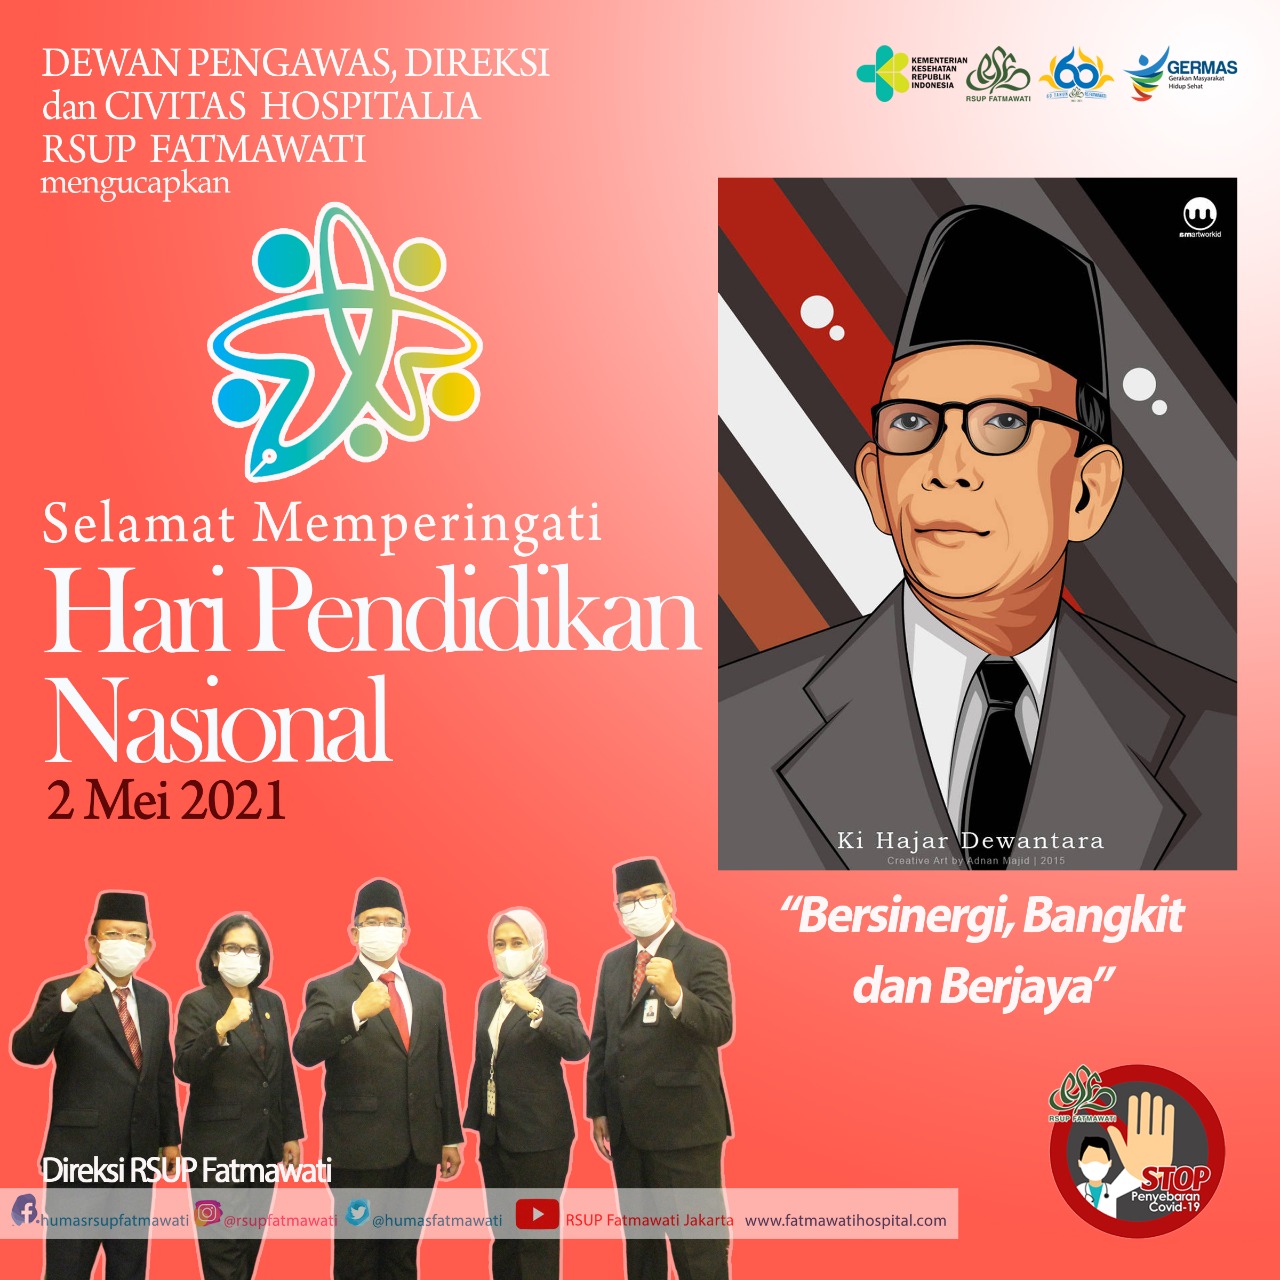 DEWAN PENGAWAS, DIREKSI
dan CIVITAS HOSPITALIA
RSUP FATMAWATI
mengucapkan
KEMENTERIAN
KESEHATAN
REPUBLIK
INDONESIA
RSUP FATMAWATI
60
GERMAS
Gerakan Masyarakat
Hidup Sehat
amartworkid
Selamat Memperingati
Hari Pendidikan
Nasional
2 Mei 2021
Ki Hajar Dewantara
Creative Art by Adnan Majid | 2015
“Bersinergi, Bangkit
dan Berjaya”
RSUP FATMAWATI
STOP
Penyebaran
Covid-19
Direksi RSUP Fatmawati
humasrsupfatmawati @rsupfatmawati @humasfatmawati RSUP Fatmawati Jakarta www.fatmawatihospital.com